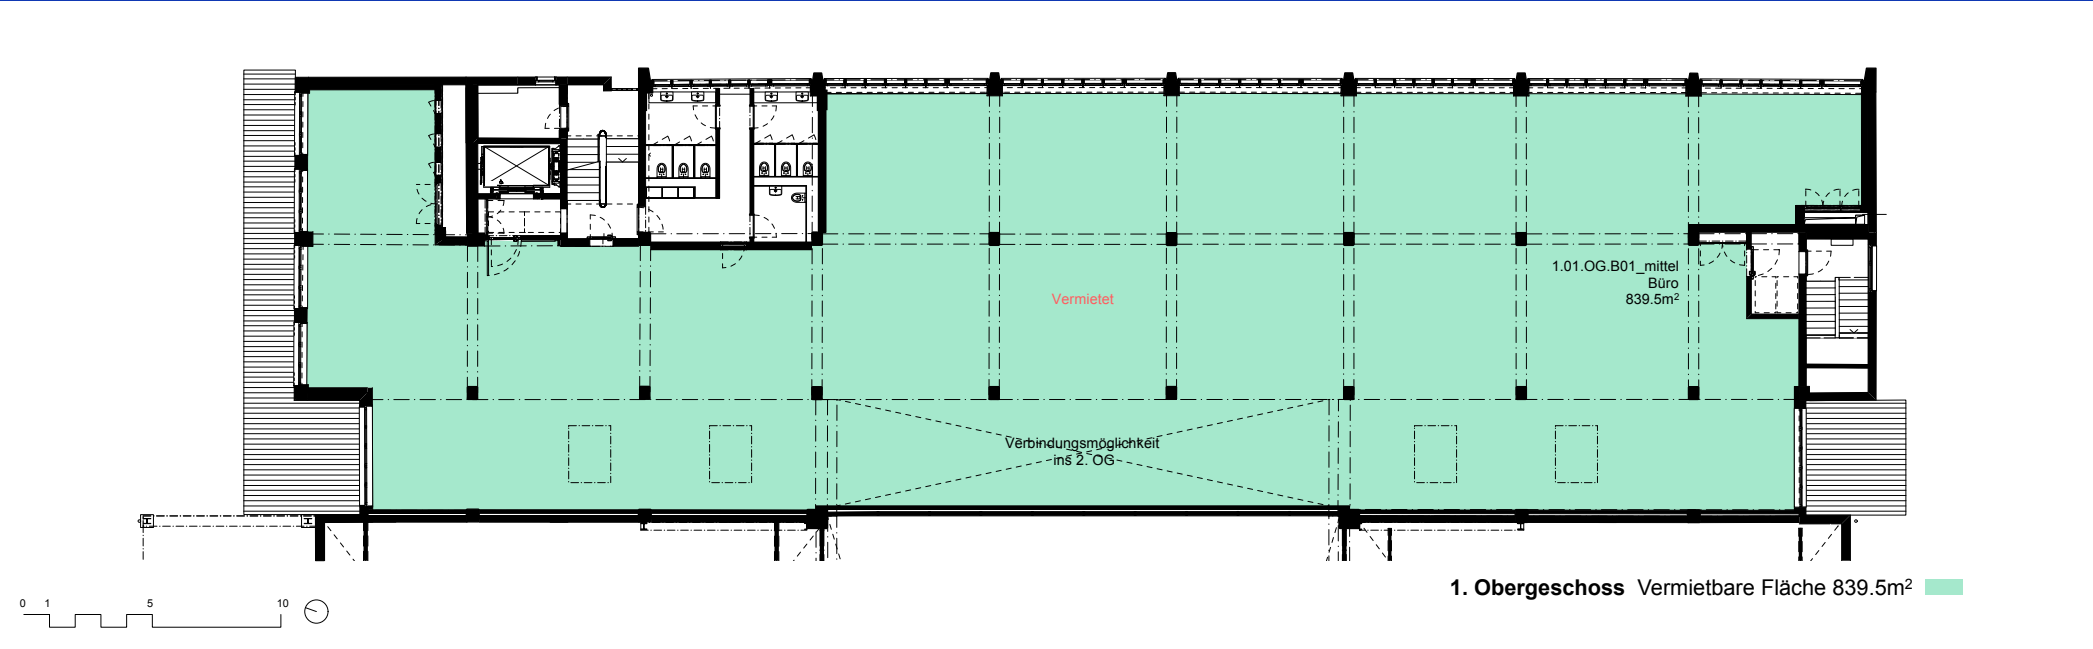 1.01.OG.B01_mittel
Büro
839.5m²
Vermietet
Verbindungsmöglichkeit
ins 2. OG
1. Obergeschoss Vermietbare Fläche 839.5m²
0 1 5 10